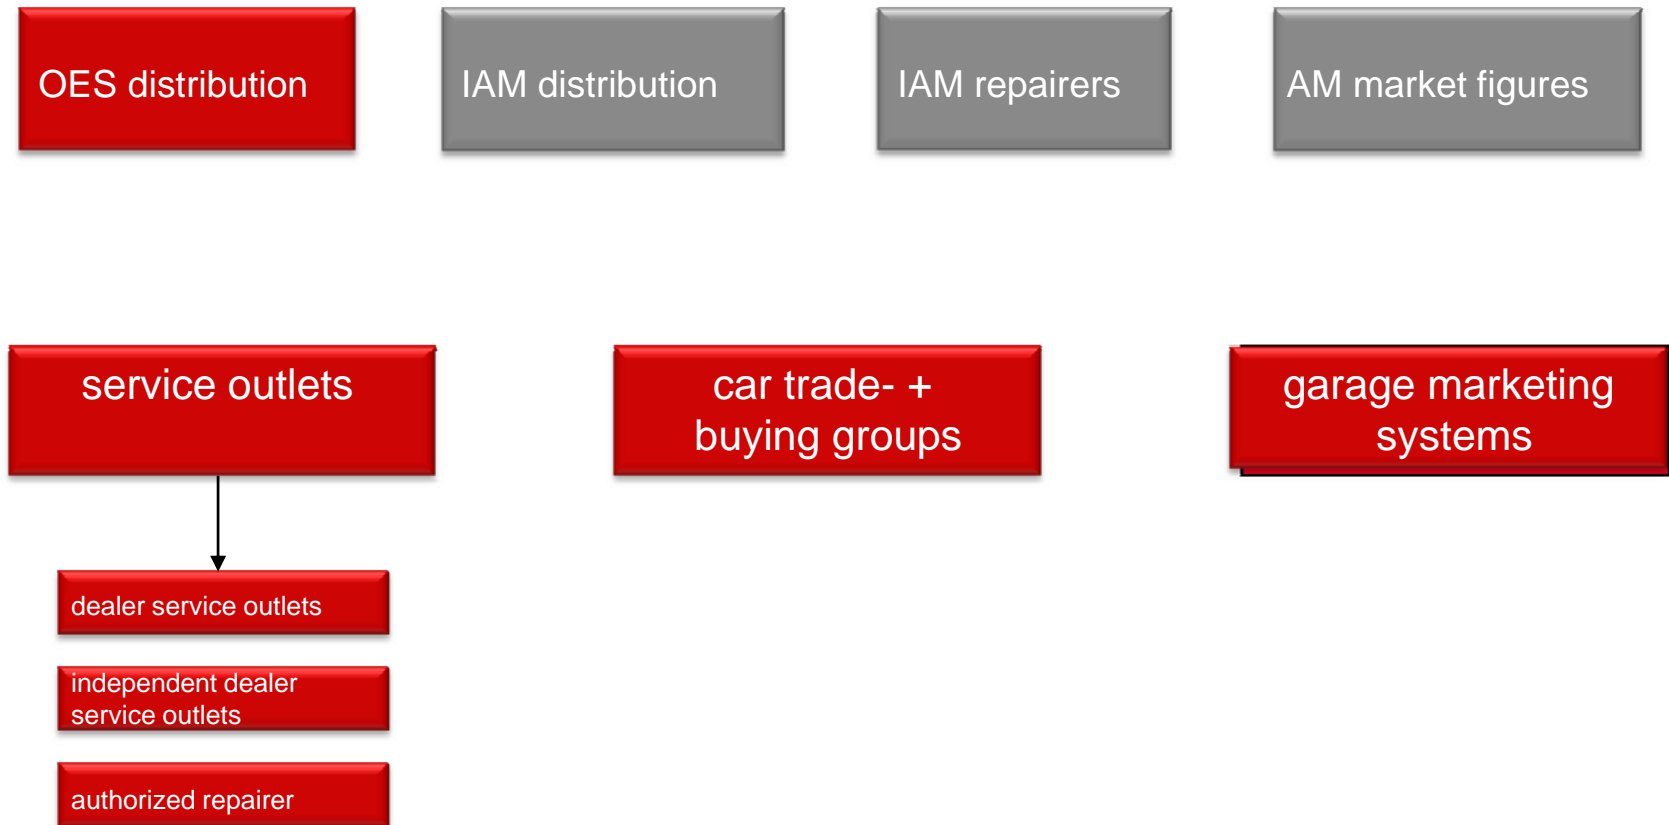 OES distribution
IAM distribution
IAM repairers
AM market figures
service outlets
car trade- +
buying groups
garage marketing
systems
dealer service outlets
independent dealer
service outlets
authorized repairer